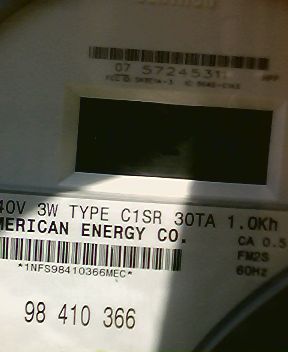 07 5724531
40V 3W TYPE C1SR 30TA 1.0Kh
MERICAN ENERGY CO.
CA 0.5
FM2S
60Hz
*1NFS98410366MEC*
98 410 366